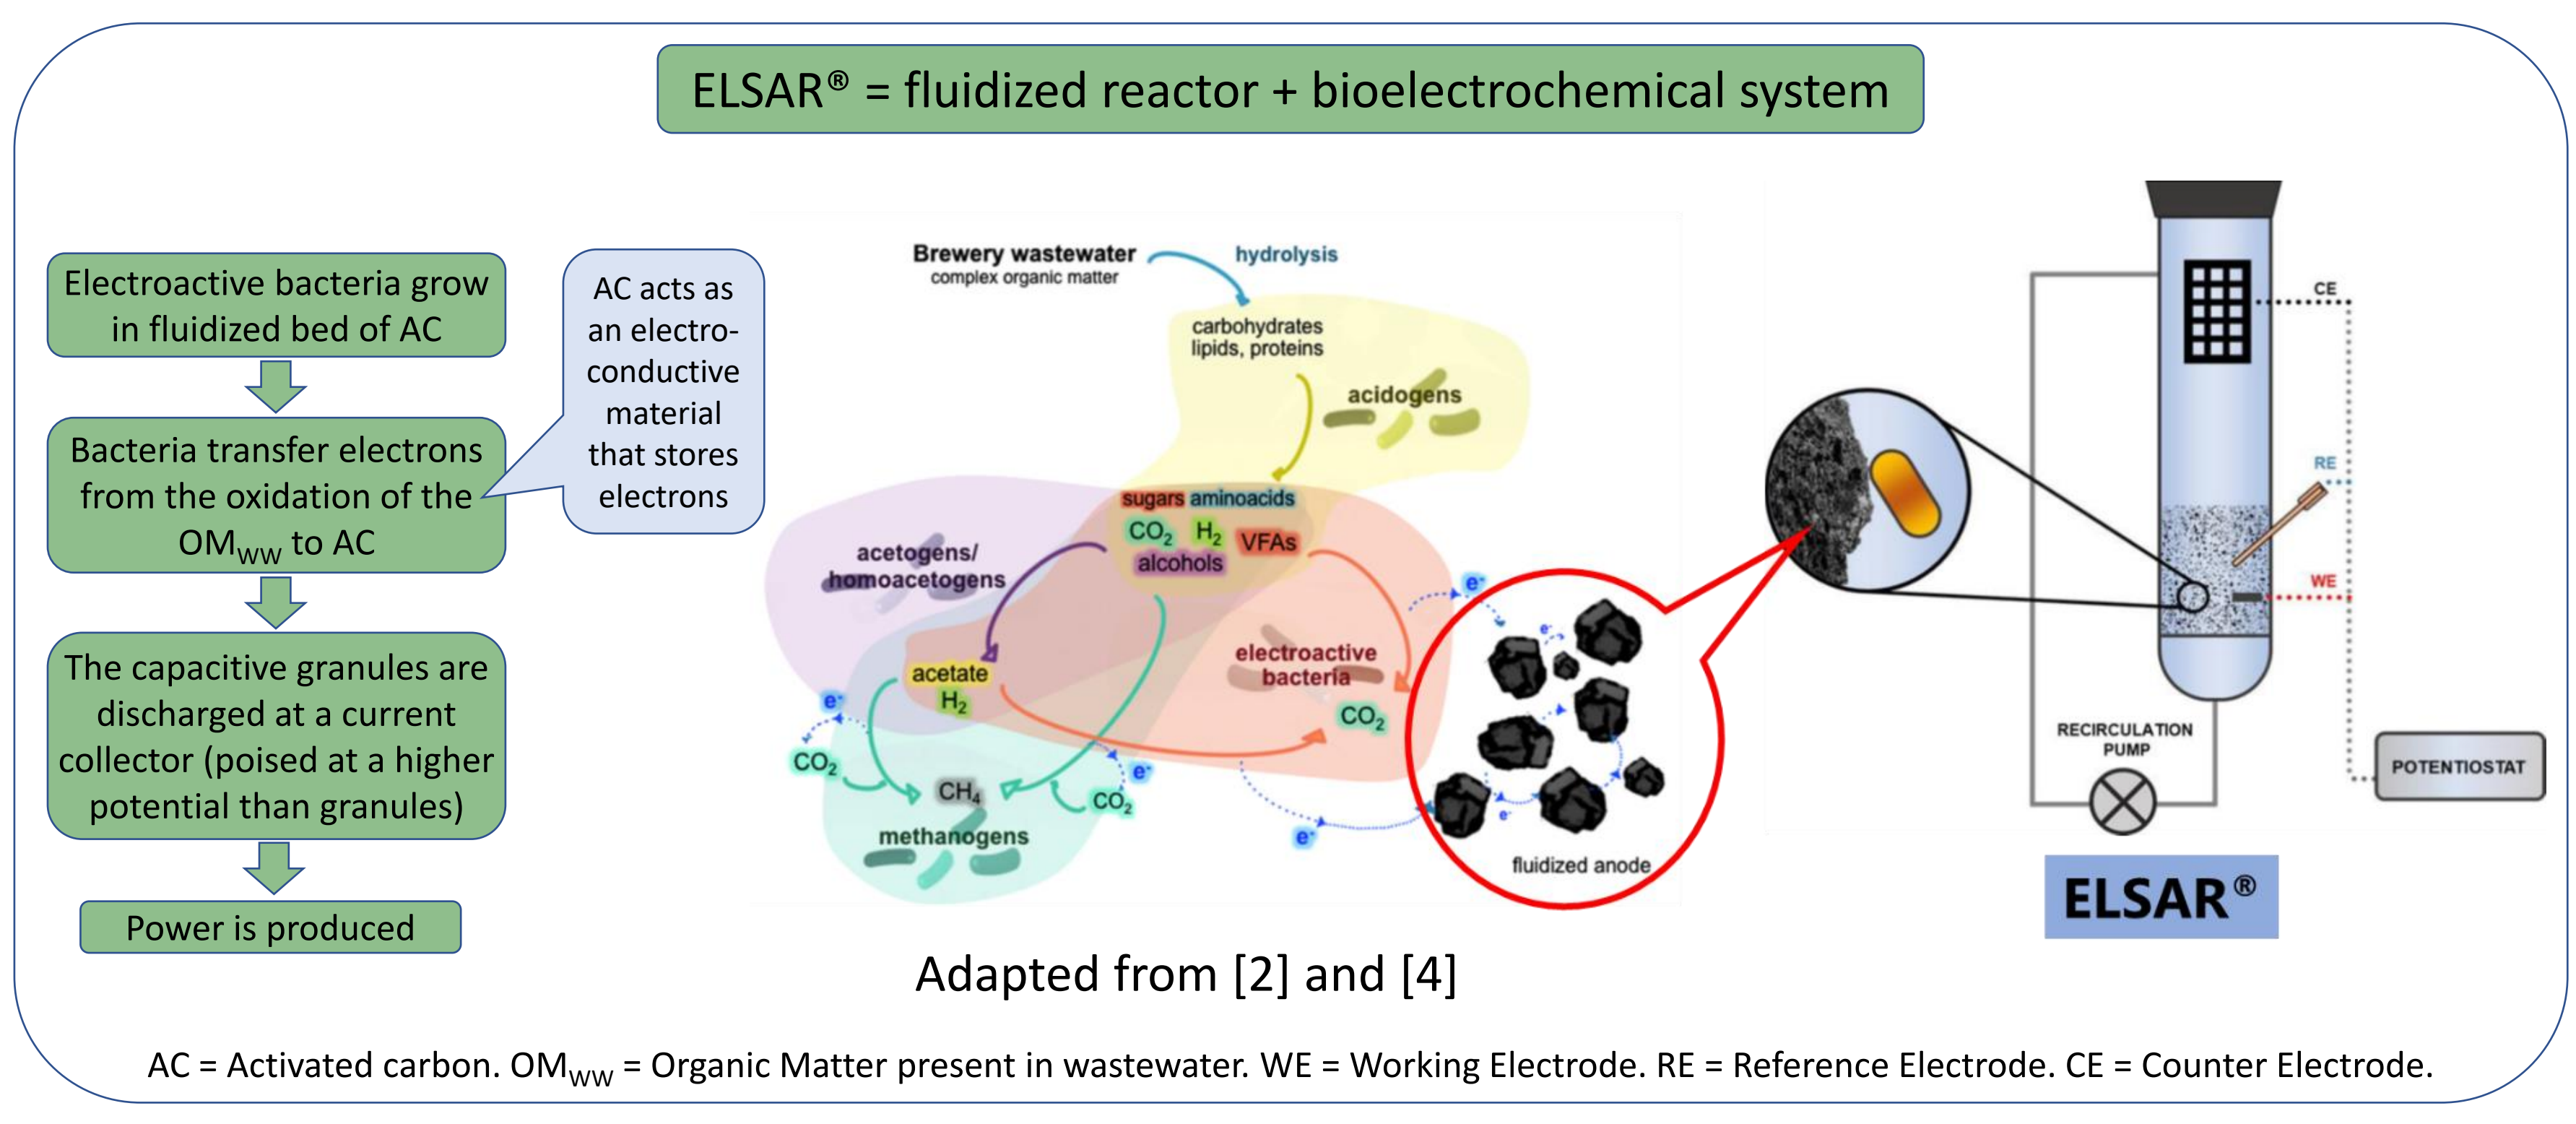 ELSAR® = fluidized reactor + bioelectrochemical system
Electroactive bacteria grow
in fluidized bed of AC
Bacteria transfer electrons
from the oxidation of the
OMWW to AC
The capacitive granules are
discharged at a current
collector (poised at a higher
potential than granules)
Power is produced
AC acts as
an electro-
conductive
material
that stores
electrons
Brewery wastewater
complex organic matter
hydrolysis
carbohydrates
lipids, proteins
acidogens
sugars aminoacids
CO2 H2 VFAs
alcohols
acetogens/
homoacetogens
acetate
H2
electroactive
bacteria
CO2
e-
e-
CO2
CH4
e-
CO2
methanogens
e-
e-
e-
fluidized anode
CE
RE
WE
RECIRCULATION
PUMP
POTENTIOSTAT
ELSAR®
Adapted from [2] and [4]
AC = Activated carbon. OMWW = Organic Matter present in wastewater. WE = Working Electrode. RE = Reference Electrode. CE = Counter Electrode.